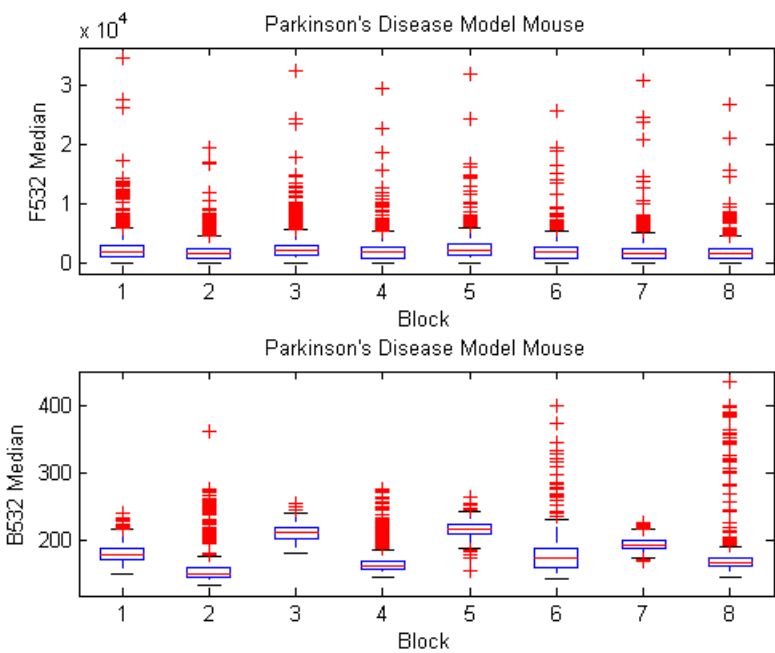 Parkinson's Disease Model Mouse
x 10^4
3
2
1
0
F532 Median
1 2 3 4 5 6 7 8
Block
Parkinson's Disease Model Mouse
400
300
200
B532 Median
1 2 3 4 5 6 7 8
Block